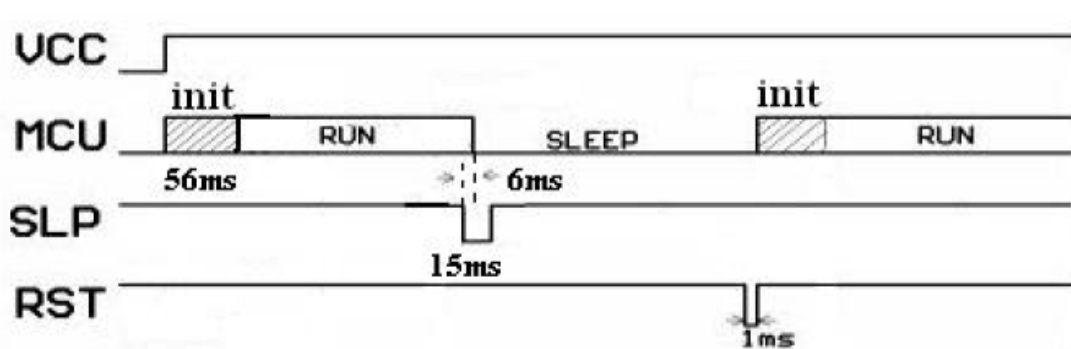 VCC
init init
MCU RUN SLEEP RUN
56ms 6ms
SLP
15ms
RST
1ms